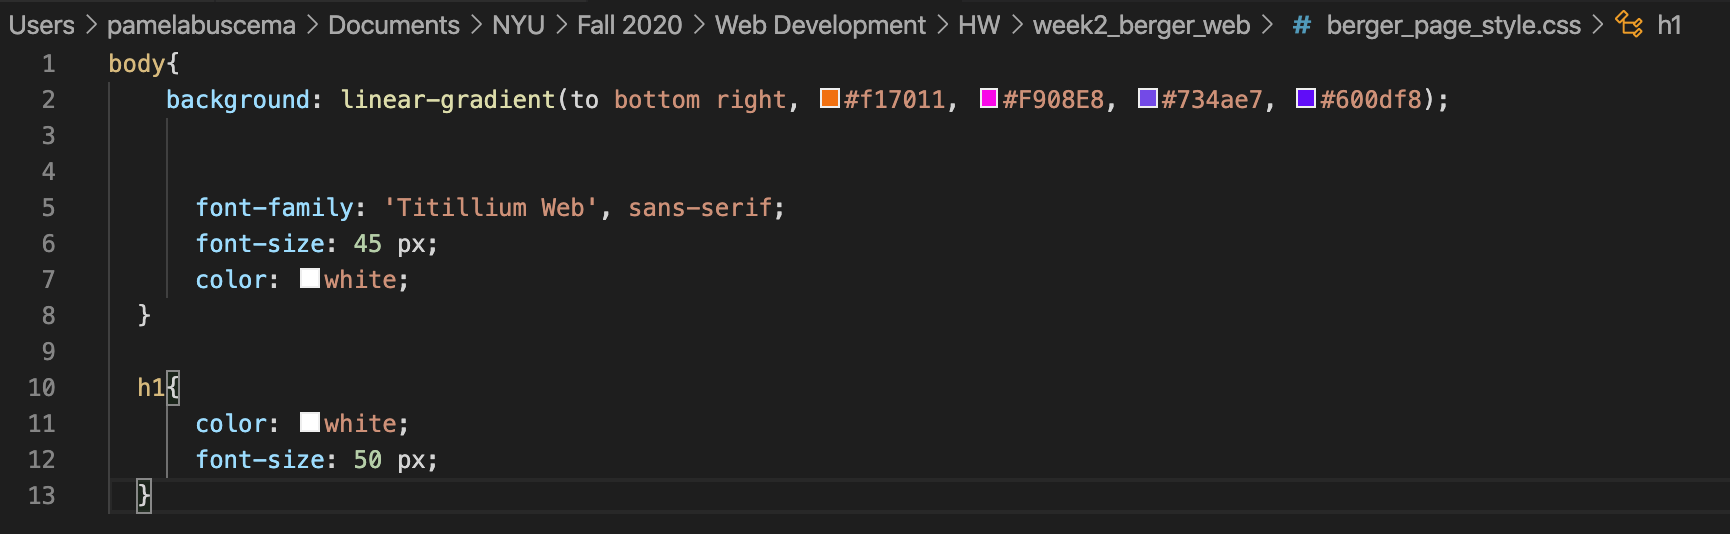 Users > pamelabuscema > Documents > NYU > Fall 2020 > Web Development > HW > week2_berger_web > # berger_page_style.css > h1
1 body{
2 background: linear-gradient(to bottom right, #f17011, #F908E8, #734ae7, #600df8);
3
4
5 font-family: 'Titillium Web', sans-serif;
6 font-size: 45 px;
7 color: white;
8 }
9
10 h1{
11 color: white;
12 font-size: 50 px;
13 }